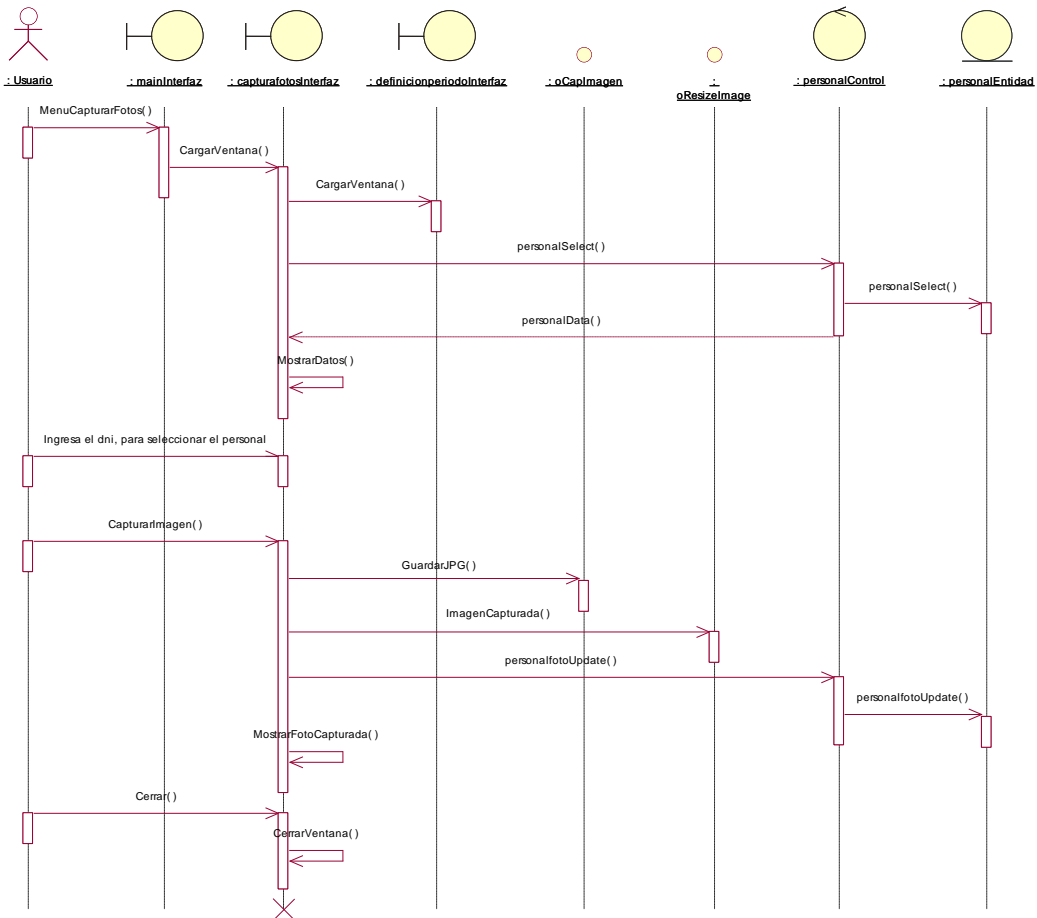 : Usuario
: mainInterfaz
: capturafotosInterfaz
: definicionperiodoInterfaz
: oCapImagen
:
oResizeImage
: personalControl
: personalEntidad
MenuCapturarFotos( )
CargarVentana( )
CargarVentana( )
personalSelect( )
personalSelect( )
personalData( )
MostrarDatos( )
Ingresa el dni, para seleccionar el personal
CapturarImagen( )
GuardarJPG( )
ImagenCapturada( )
personalfotoUpdate( )
personalfotoUpdate( )
MostrarFotoCapturada( )
Cerrar( )
CerrarVentana( )